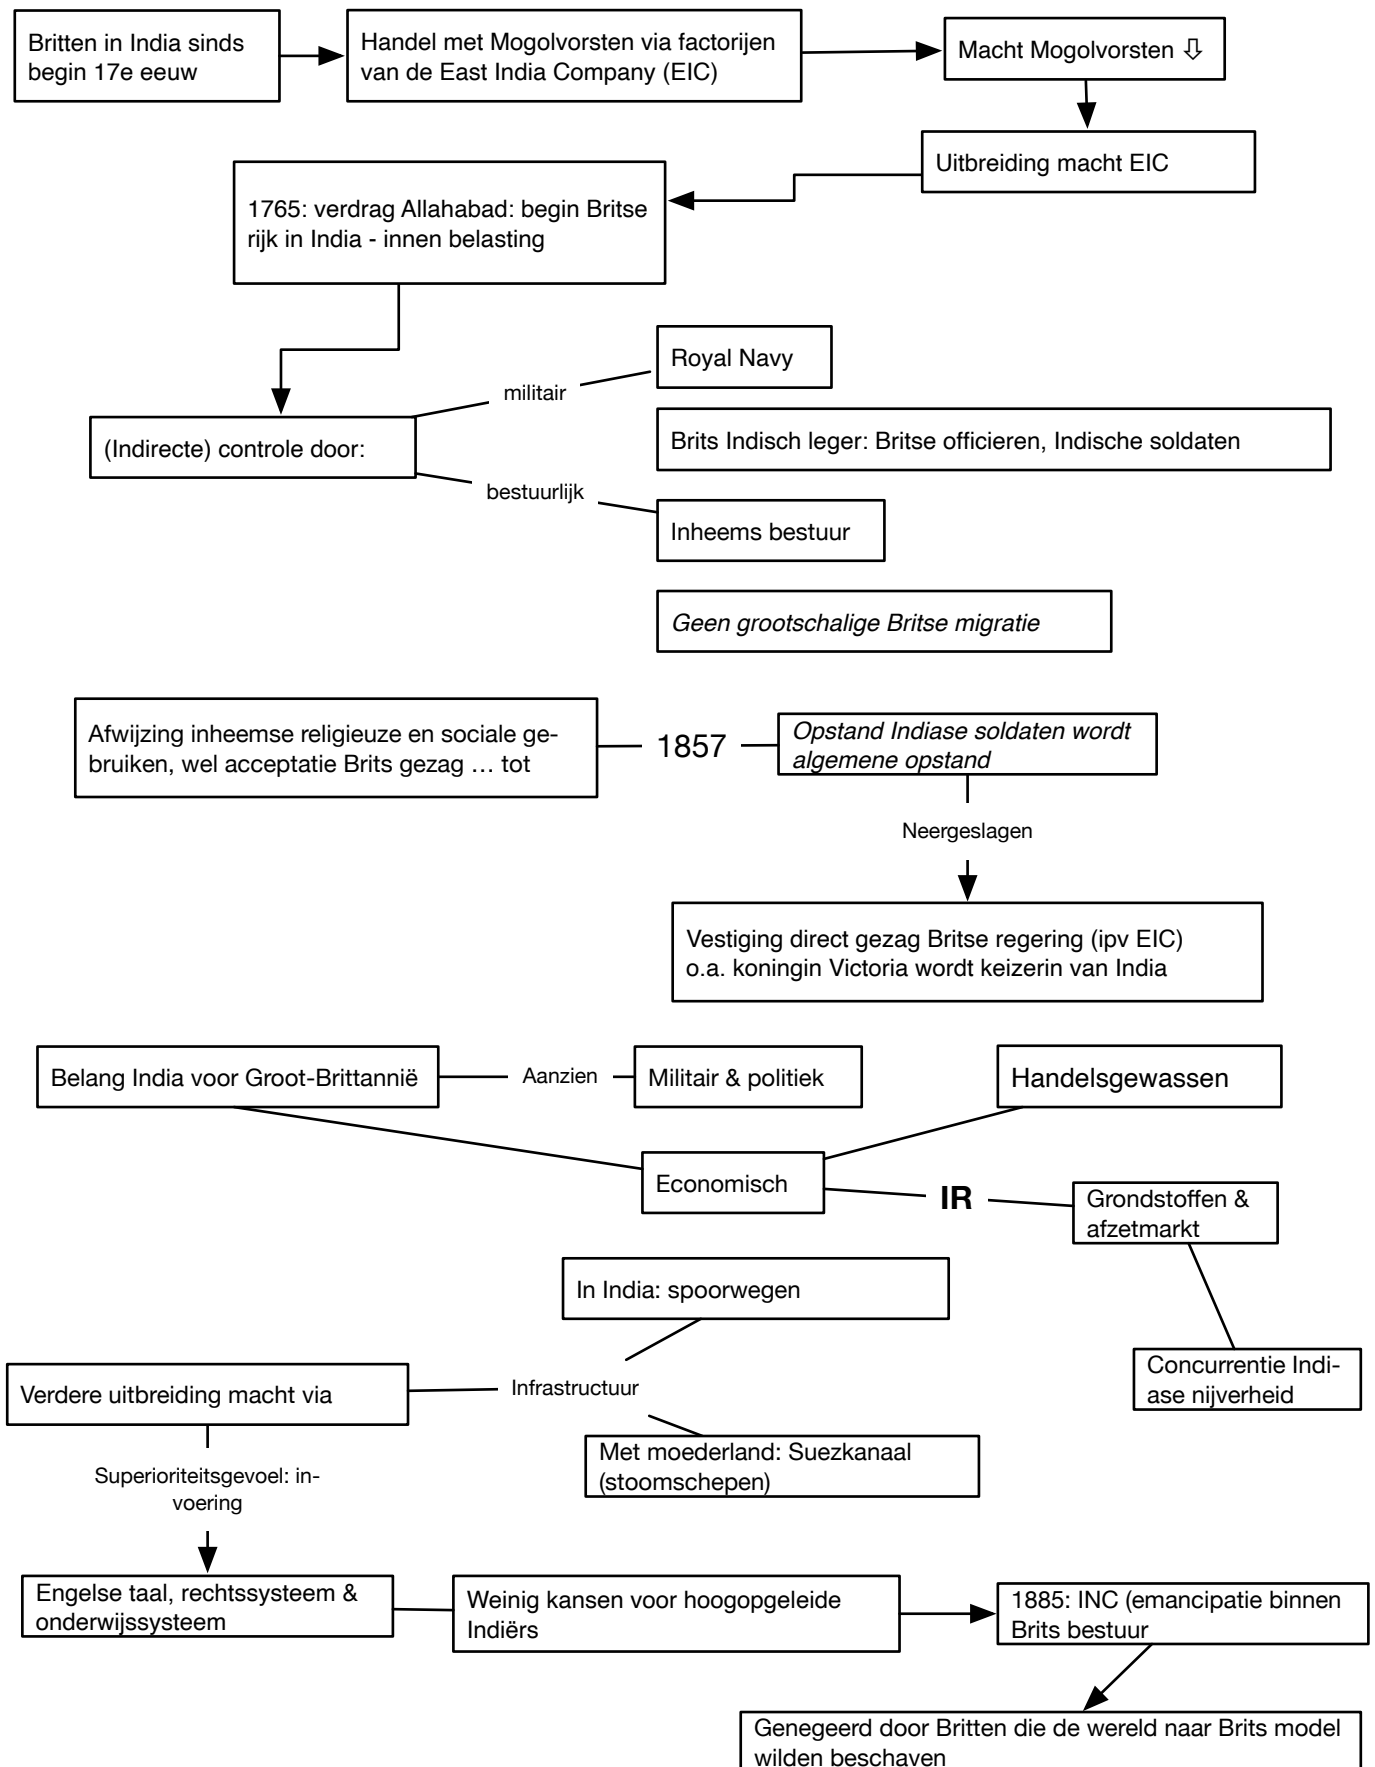 Britten in India sinds
begin 17e eeuw
Handel met Mogolvorsten via factorijen
van de East India Company (EIC)
Macht Mogolvorsten ⇩
Uitbreiding macht EIC
1765: verdrag Allahabad: begin Britse
rijk in India - innen belasting
Royal Navy
militair
(Indirecte) controle door:
Brits Indisch leger: Britse officieren, Indische soldaten
bestuurlijk
Inheems bestuur
Geen grootschalige Britse migratie
Afwijzing inheemse religieuze en sociale ge-
bruiken, wel acceptatie Brits gezag … tot
1857
Opstand Indiase soldaten wordt
algemene opstand
Neergeslagen
Vestiging direct gezag Britse regering (ipv EIC)
o.a. koningin Victoria wordt keizerin van India
Belang India voor Groot-Brittannië
Aanzien
Militair & politiek
Handelsgewassen
Economisch
IR
Grondstoffen &
afzetmarkt
In India: spoorwegen
Concurrentie Indi-
ase nijverheid
Verdere uitbreiding macht via
Infrastructuur
Met moederland: Suezkanaal
(stoomschepen)
Superioriteitsgevoel: in-
voering
Engelse taal, rechtssysteem &
onderwijssysteem
Weinig kansen voor hoogopgeleide
Indiërs
1885: INC (emancipatie binnen
Brits bestuur
Genegeerd door Britten die de wereld naar Brits model
wilden beschaven